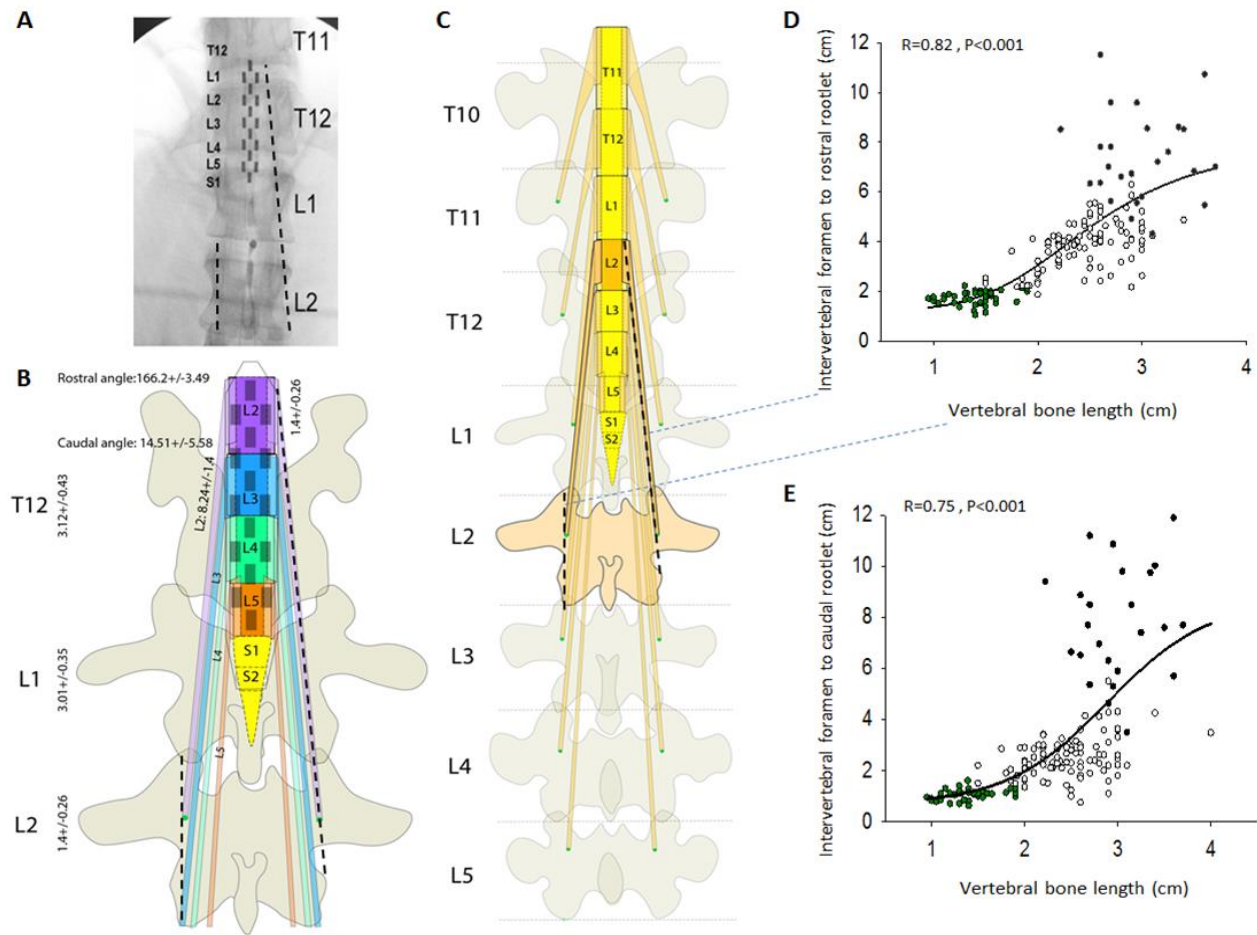 A
T12
L1
L2
L3
L4
L5
S1
T11
T12
L1
L2
B
Rostral angle:166.2+/-3.49
Caudal angle: 14.51+/-5.58
L2: 8.24+/-1.4
1.4+/-0.26
T12
3.12+/-0.43
L1
3.01+/-0.35
L2
1.4+/-0.26
L2
L3
L4
L5
S1
S2
L3
L4
L5
C
T10
T11
T12
L1
L2
L3
L4
L5
T11
T12
L1
L2
L3
L4
L5
S1
S2
D
R=0.82 , P<0.001
Intervertebral foramen to rostral rootlet (cm)
12
10
8
6
4
2
0
1 2 3 4
Vertebral bone length (cm)
E
R=0.75 , P<0.001
Intervertebral foramen to caudal rootlet (cm)
12
10
8
6
4
2
0
1 2 3 4
Vertebral bone length (cm)